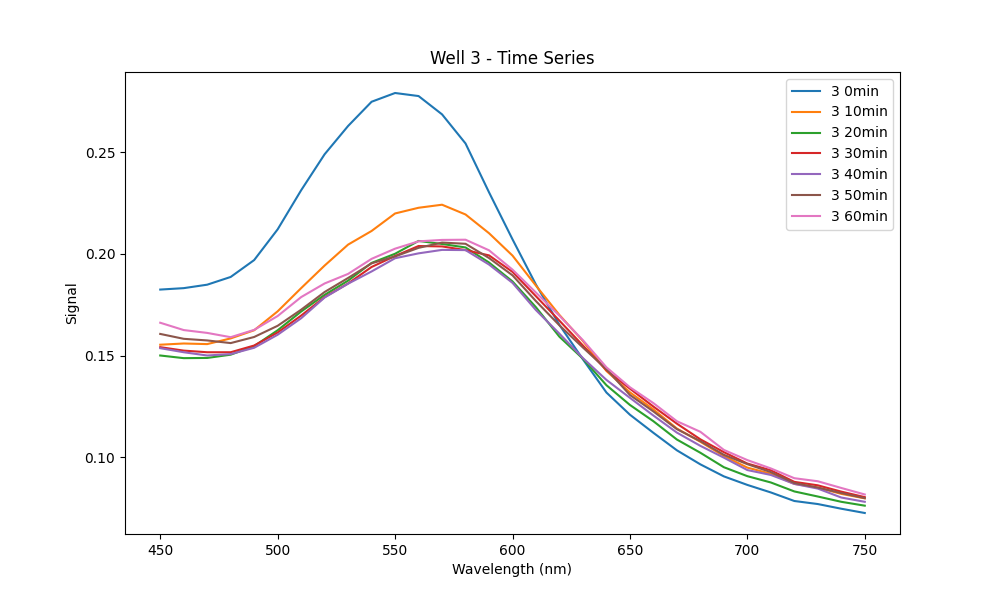 Well 3 - Time Series
3 0min
3 10min
3 20min
3 30min
3 40min
3 50min
3 60min
Signal
0.25
0.20
0.15
0.10
450 500 550 600 650 700 750
Wavelength (nm)